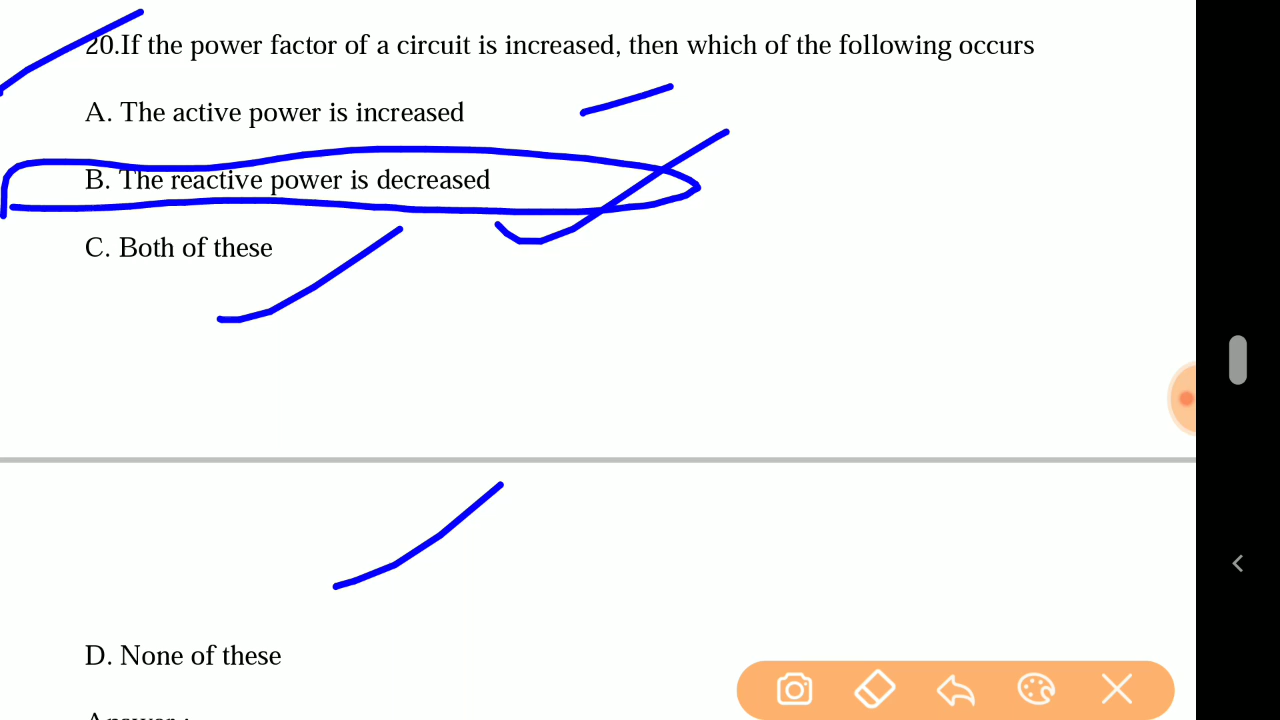 20.If the power factor of a circuit is increased, then which of the following occurs
A. The active power is increased
B. The reactive power is decreased
C. Both of these
D. None of these
Answer :